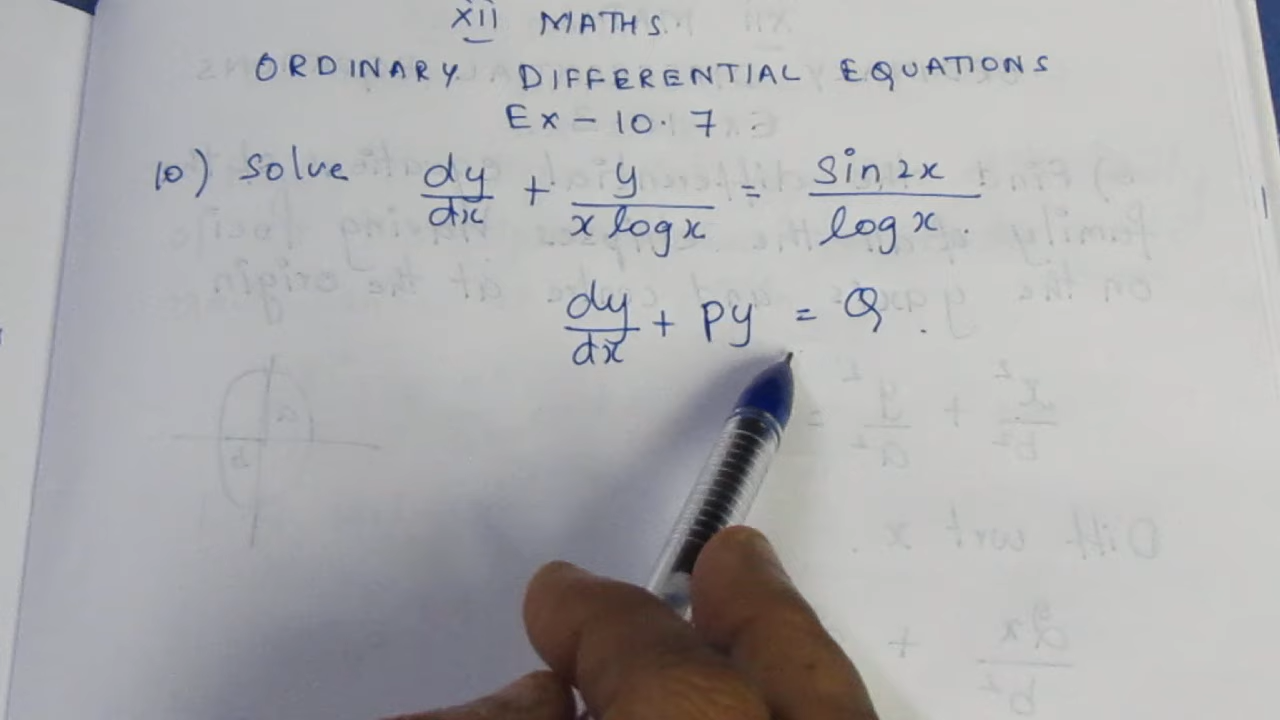 XII MATHS.
ORDINARY DIFFERENTIAL EQUATIONS
Ex - 10.7.
10) Solve dy/dx + y/(x log x) = sin 2x/log x.
dy/dx + Py = Q.